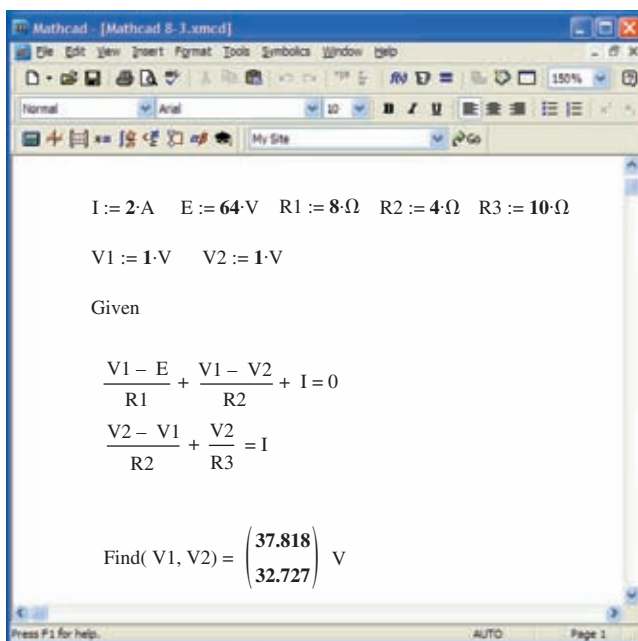 Mathcad - [Mathcad 8-3.xmcd]
File Edit View Insert Format Tools Symbolics Window Help
150%
Normal Arial 10 B I U
My Site Go
I := 2·A E := 64·V R1 := 8·Ω R2 := 4·Ω R3 := 10·Ω
V1 := 1·V V2 := 1·V
Given
(V1 – E)/R1 + (V1 – V2)/R2 + I = 0
(V2 – V1)/R2 + V2/R3 = I
Find( V1, V2) = (37.818 32.727) V
Press F1 for help. AUTO Page 1